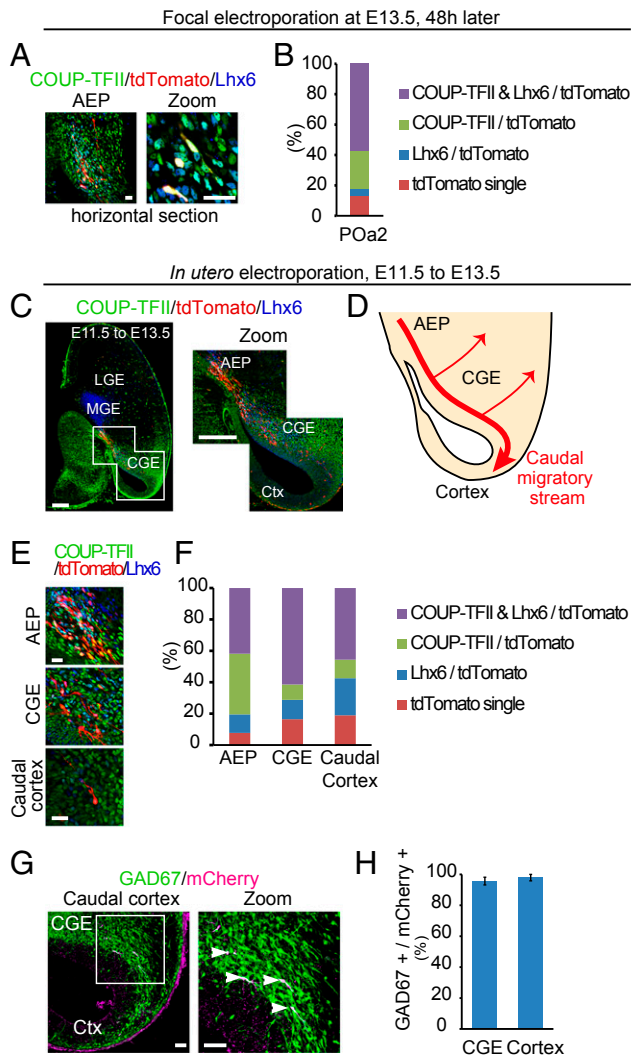 Focal electroporation at E13.5, 48h later
A
COUP-TFII/tdTomato/Lhx6
AEP
Zoom
horizontal section
B
(%)
100
80
60
40
20
0
POa2
COUP-TFII & Lhx6 / tdTomato
COUP-TFII / tdTomato
Lhx6 / tdTomato
tdTomato single
In utero electroporation, E11.5 to E13.5
C
COUP-TFII/tdTomato/Lhx6
E11.5 to E13.5
LGE
MGE
CGE
Zoom
AEP
CGE
Ctx
D
AEP
CGE
Cortex
Caudal
migratory
stream
E
COUP-TFII
/tdTomato/Lhx6
AEP
CGE
Caudal
cortex
F
(%)
100
80
60
40
20
0
AEP CGE Caudal
Cortex
COUP-TFII & Lhx6 / tdTomato
COUP-TFII / tdTomato
Lhx6 / tdTomato
tdTomato single
G
GAD67/mCherry
Caudal cortex
Zoom
CGE
Ctx
H
GAD67 + / mCherry +
(%)
100
80
60
40
20
0
CGE Cortex